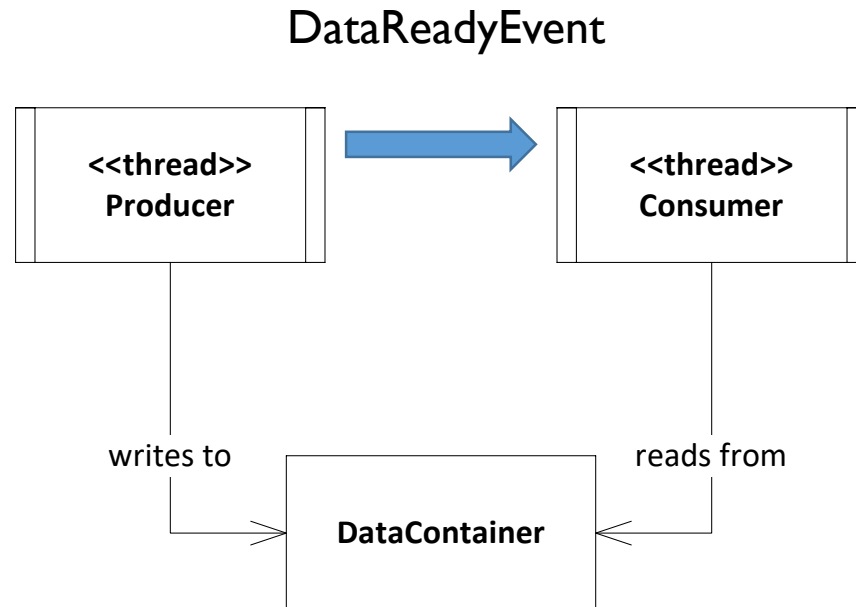 DataReadyEvent
<<thread>>
Producer
<<thread>>
Consumer
writes to
reads from
DataContainer